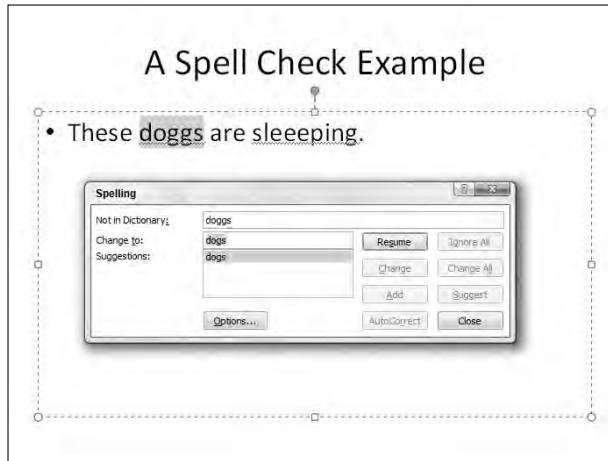 A Spell Check Example
• These doggs are sleeeping.
Spelling
Not in Dictionary: doggs
Change to: dogs
Suggestions: dogs
Resume Ignore All
Change Change All
Add Suggest
Options... AutoCorrect Close